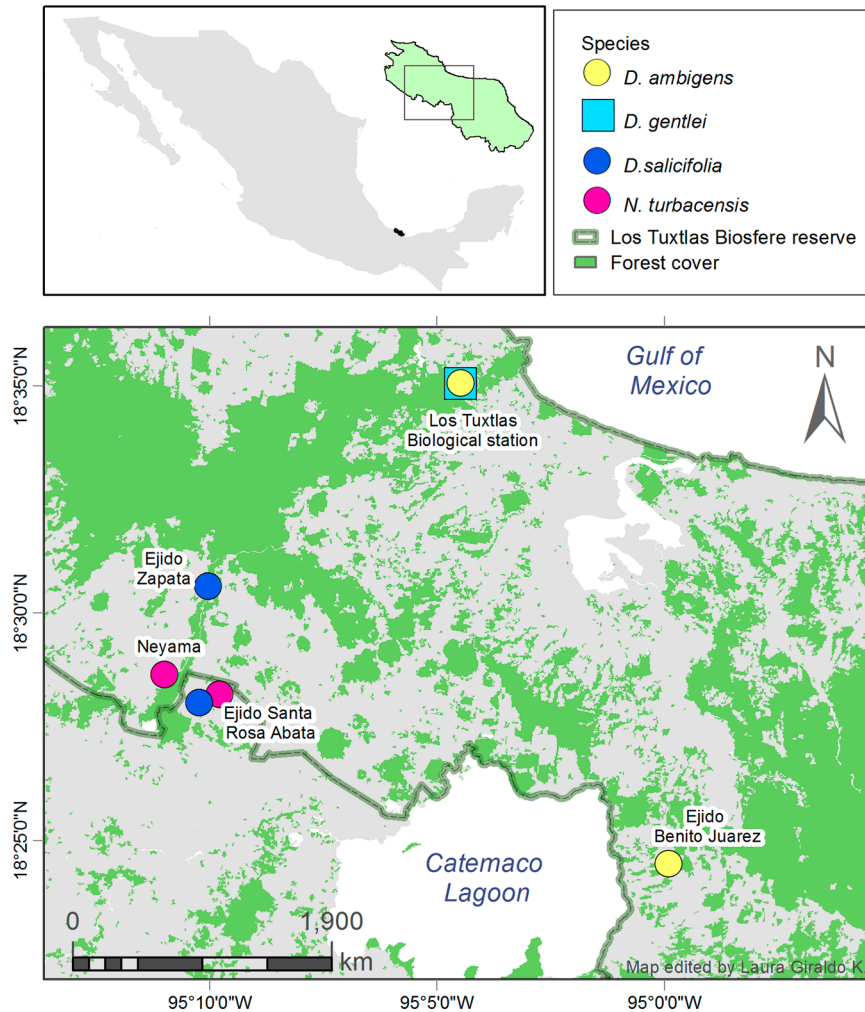 Species
D. ambigens
D. gentlei
D.salicifolia
N. turbacensis
Los Tuxtlas Biosfere reserve
Forest cover
Gulf of
Mexico
N
18°35'0"N
Los Tuxtlas
Biological station
Ejido
Zapata
18°30'0"N
Neyama
Ejido Santa
Rosa Abata
18°25'0"N
Ejido
Benito Juarez
Catemaco
Lagoon
0
1,900
km
Map edited by Laura Giraldo K
95°10'0"W
95°5'0"W
95°0'0"W